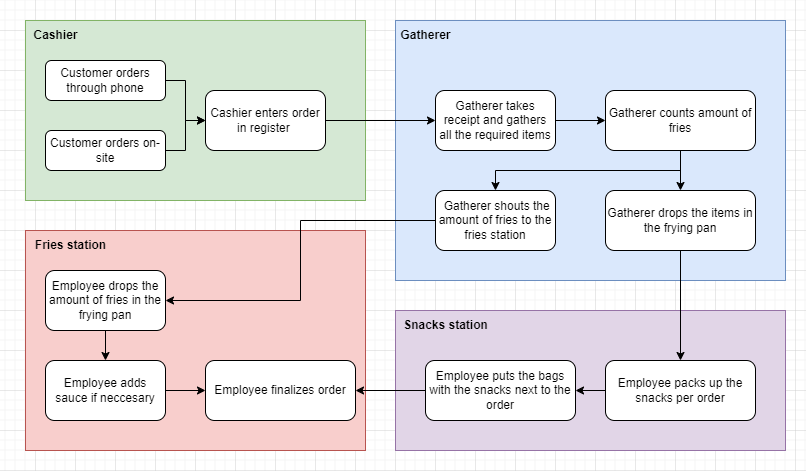 Cashier
Customer orders
through phone
Customer orders on-
site
Cashier enters order
in register
Gatherer
Gatherer takes
receipt and gathers
all the required items
Gatherer counts amount of
fries
Gatherer shouts the
amount of fries to the
fries station
Gatherer drops the items in
the frying pan
Fries station
Employee drops the
amount of fries in the
frying pan
Employee adds
sauce if neccesary
Employee finalizes order
Snacks station
Employee puts the bags
with the snacks next to the
order
Employee packs up the
snacks per order